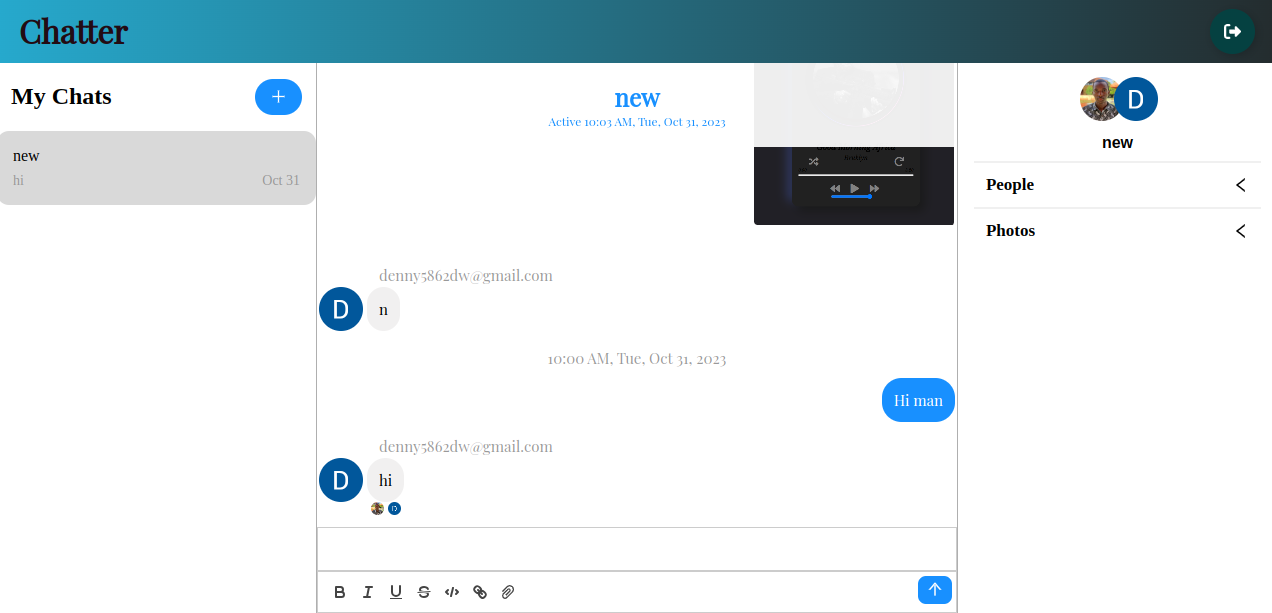 Chatter
My Chats
new
hi
Oct 31
new
Active 10:03 AM, Tue, Oct 31, 2023
denny5862dw@gmail.com
D
n
10:00 AM, Tue, Oct 31, 2023
Hi man
denny5862dw@gmail.com
D
hi
D
B I U S </>
D
new
People
Photos